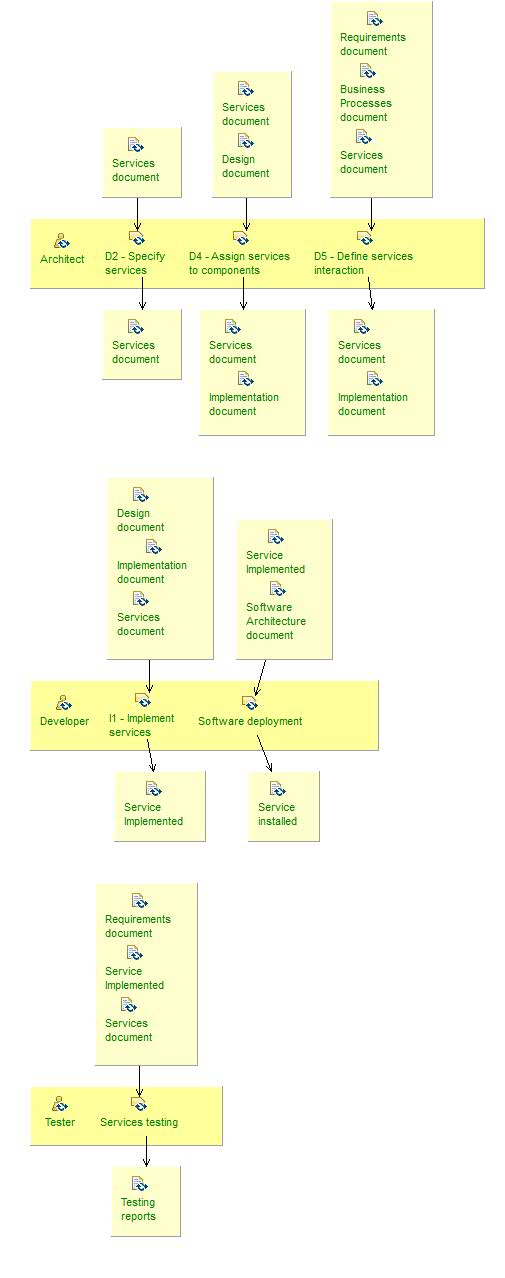 Requirements
document
Business
Processes
document
Services
document
Services
document
Design
document
Services
document
Architect
D2 - Specify
services
D4 - Assign services
to components
D5 - Define services
interaction
Services
document
Services
document
Implementation
document
Services
document
Implementation
document
Design
document
Implementation
document
Services
document
Service
Implemented
Software
Architecture
document
Developer
I1 - Implement
services
Software deployment
Service
Implemented
Service
installed
Requirements
document
Service
Implemented
Services
document
Tester
Services testing
Testing
reports